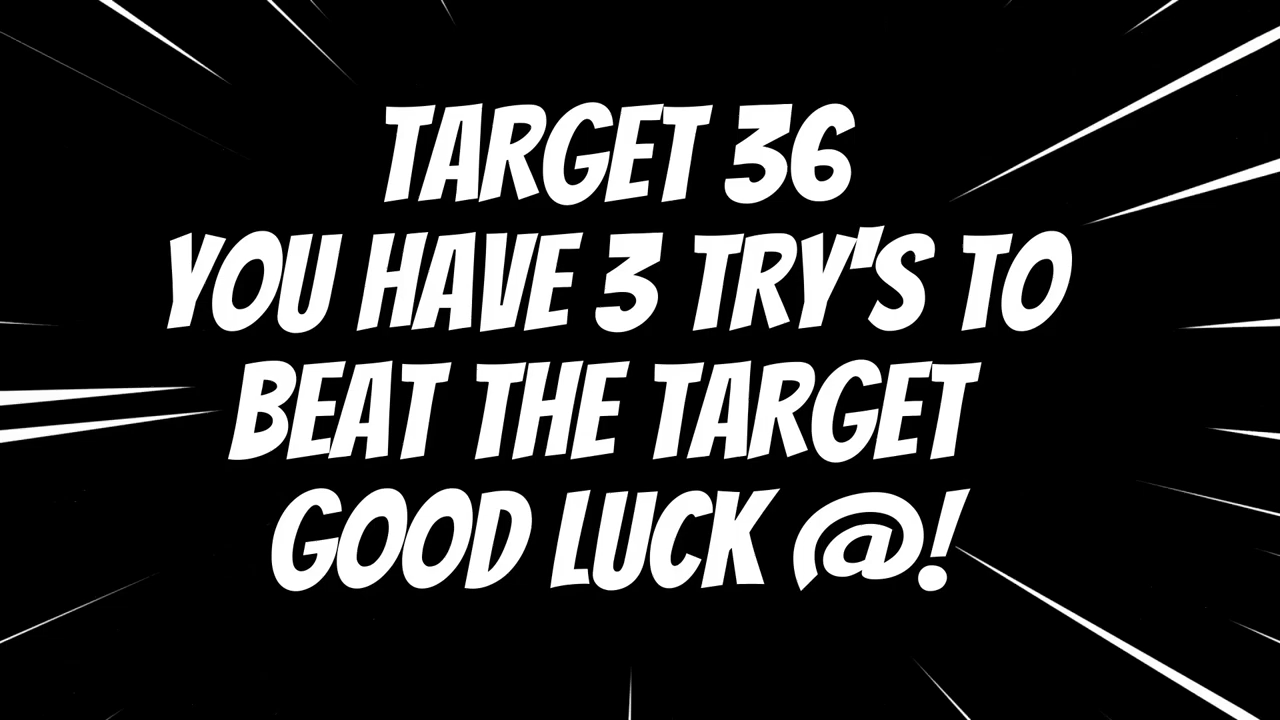 TARGET 36
YOU HAVE 3 TRY'S TO
BEAT THE TARGET
GOOD LUCK @!